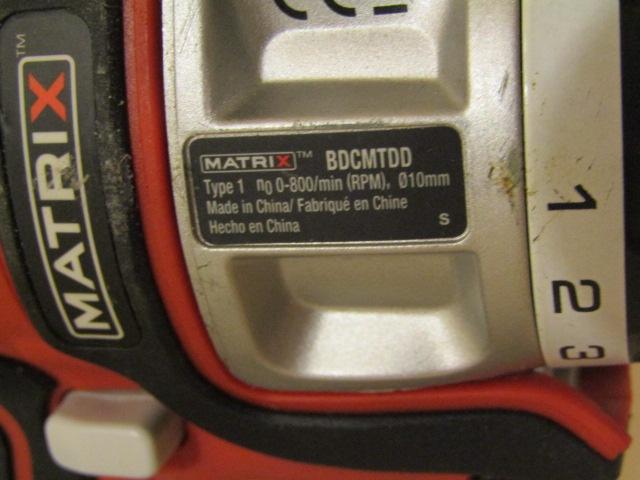 MATRIX™
MATRIX™ BDCMTDD
Type 1 n0 0-800/min (RPM), Ø10mm
Made in China/ Fabriqué en Chine
Hecho en China
S
1
2
3